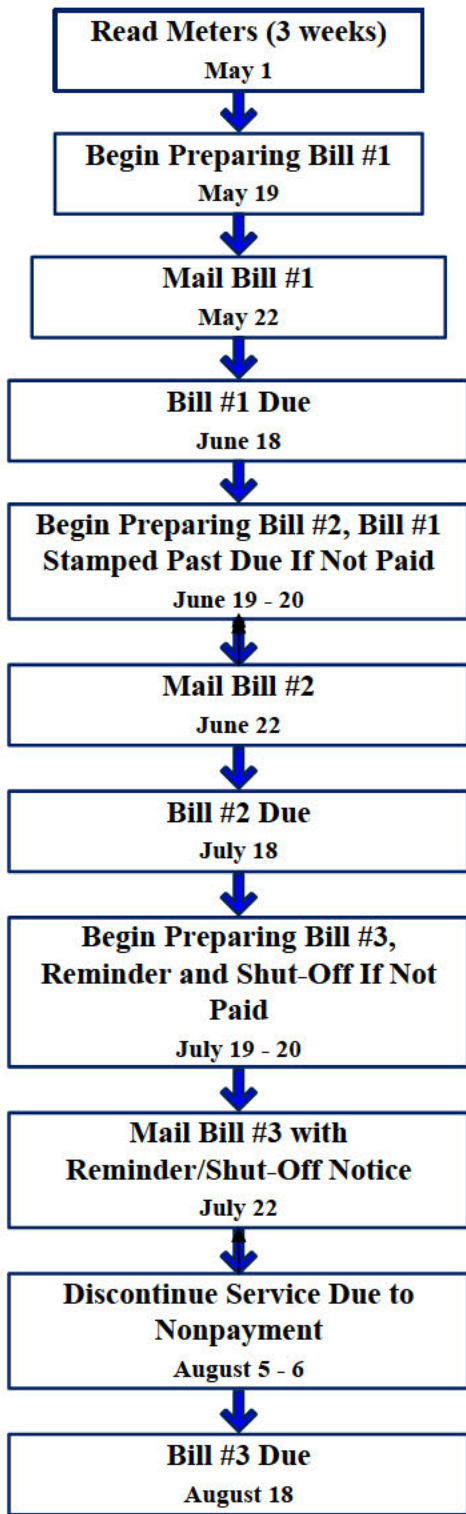 Read Meters (3 weeks)
May 1
Begin Preparing Bill #1
May 19
Mail Bill #1
May 22
Bill #1 Due
June 18
Begin Preparing Bill #2, Bill #1
Stamped Past Due If Not Paid
June 19 - 20
Mail Bill #2
June 22
Bill #2 Due
July 18
Begin Preparing Bill #3,
Reminder and Shut-Off If Not
Paid
July 19 - 20
Mail Bill #3 with
Reminder/Shut-Off Notice
July 22
Discontinue Service Due to
Nonpayment
August 5 - 6
Bill #3 Due
August 18